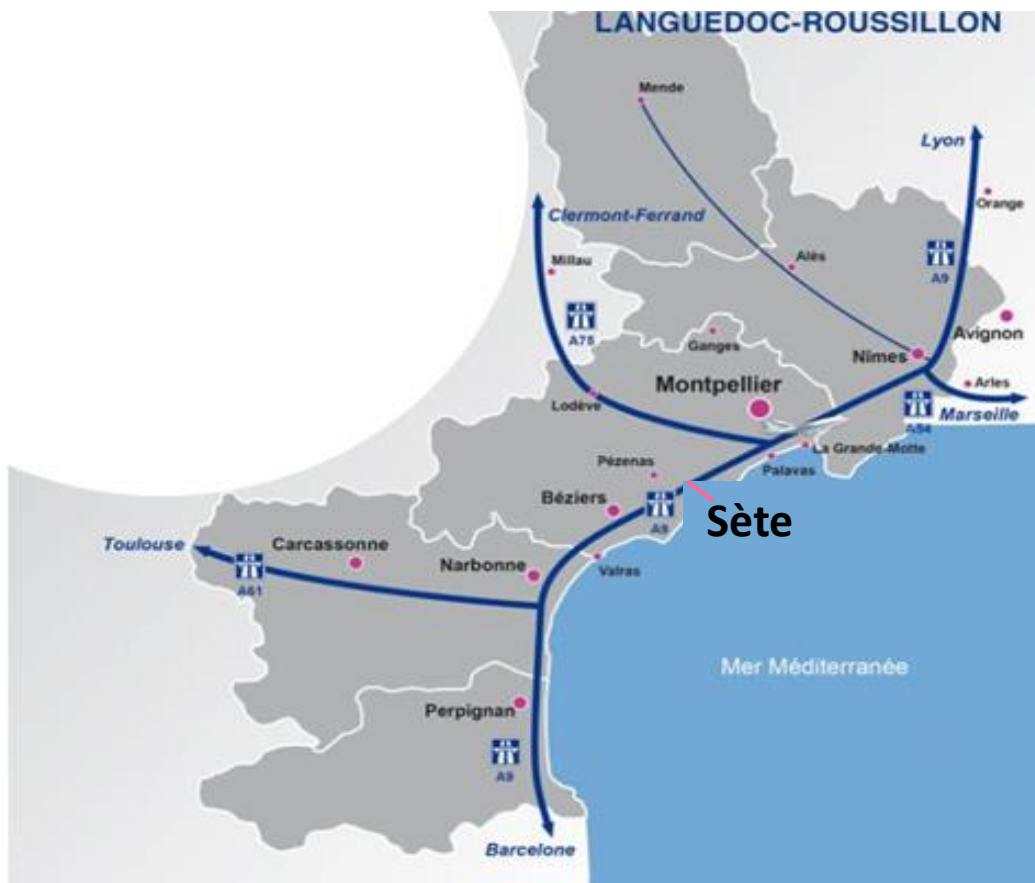 LANGUEDOC-ROUSSILLON
Mende
Lyon
Orange
Clermont-Ferrand
Millau
Alès
A9
Avignon
A75
Ganges
Nîmes
Montpellier
Arles
Lodève
Marseille
A54
La Grande-Motte
Palavas
Pézenas
Béziers
A9
Sète
Toulouse
Carcassonne
Narbonne
Valras
A61
Mer Méditerranée
Perpignan
A9
Barcelone